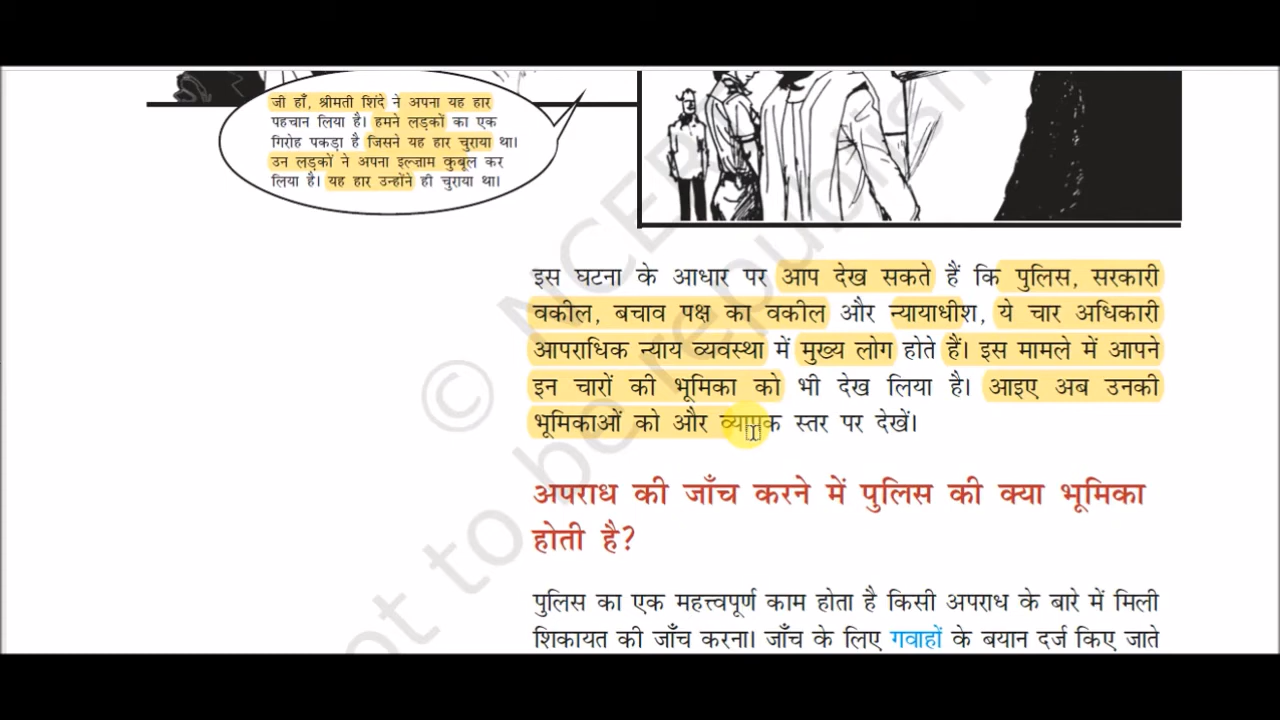 जी हाँ, श्रीमती शिंदे ने अपना यह हार
पहचान लिया है। हमने लड़कों का एक
गिरोह पकड़ा है जिसने यह हार चुराया था।
उन लड़कों ने अपना इल्ज़ाम कुबूल कर
लिया है। यह हार उन्होंने ही चुराया था।
इस घटना के आधार पर आप देख सकते हैं कि पुलिस, सरकारी
वकील, बचाव पक्ष का वकील और न्यायाधीश, ये चार अधिकारी
आपराधिक न्याय व्यवस्था में मुख्य लोग होते हैं। इस मामले में आपने
इन चारों की भूमिका को भी देख लिया है। आइए अब उनकी
भूमिकाओं को और व्यापक स्तर पर देखें।
अपराध की जाँच करने में पुलिस की क्या भूमिका
होती है?
पुलिस का एक महत्त्वपूर्ण काम होता है किसी अपराध के बारे में मिली
शिकायत की जाँच करना। जाँच के लिए गवाहों के बयान दर्ज किए जाते